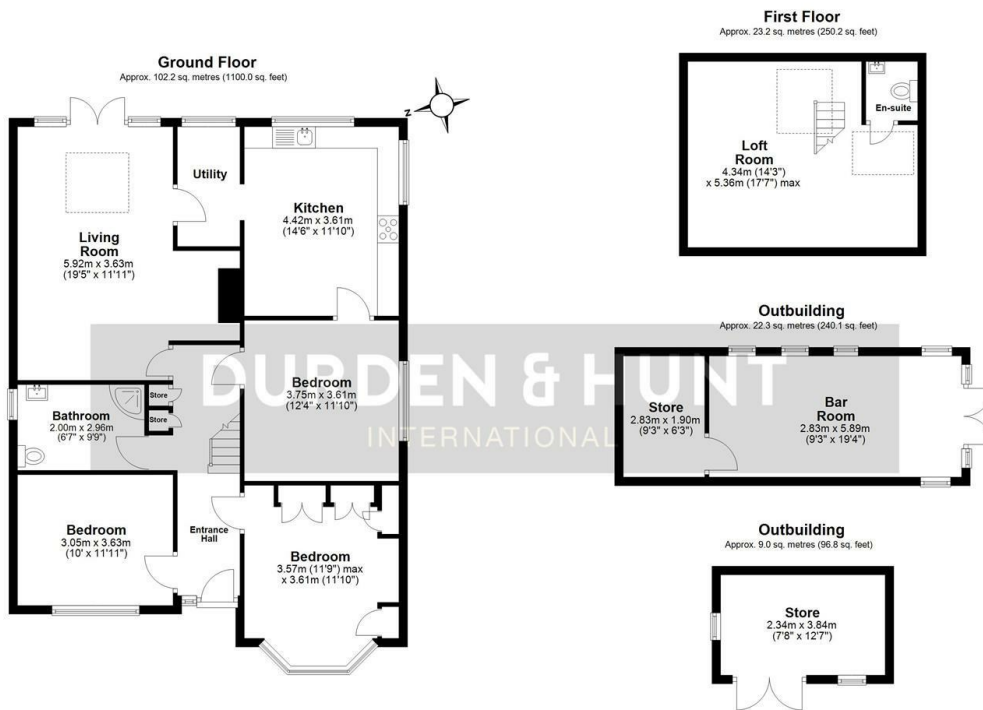 Ground Floor
Approx. 102.2 sq. metres (1100.0 sq. feet)
Z
Living
Room
5.92m x 3.63m
(19'5" x 11'11")
Utility
Kitchen
4.42m x 3.61m
(14'6" x 11'10")
Bedroom
3.75m x 3.61m
(12'4" x 11'10")
Store
Store
Bathroom
2.00m x 2.96m
(6'7" x 9'9")
Bedroom
3.05m x 3.63m
(10' x 11'11")
Entrance
Hall
Bedroom
3.57m (11'9") max
x 3.61m (11'10")
First Floor
Approx. 23.2 sq. metres (250.2 sq. feet)
Loft
Room
4.34m (14'3")
x 5.36m (17'7") max
En-suite
Outbuilding
Approx. 22.3 sq. metres (240.1 sq. feet)
Store
2.83m x 1.90m
(9'3" x 6'3")
Bar
Room
2.83m x 5.89m
(9'3" x 19'4")
Outbuilding
Approx. 9.0 sq. metres (96.8 sq. feet)
Store
2.34m x 3.84m
(7'8" x 12'7")
DURDEN & HUNT
INTERNATIONAL